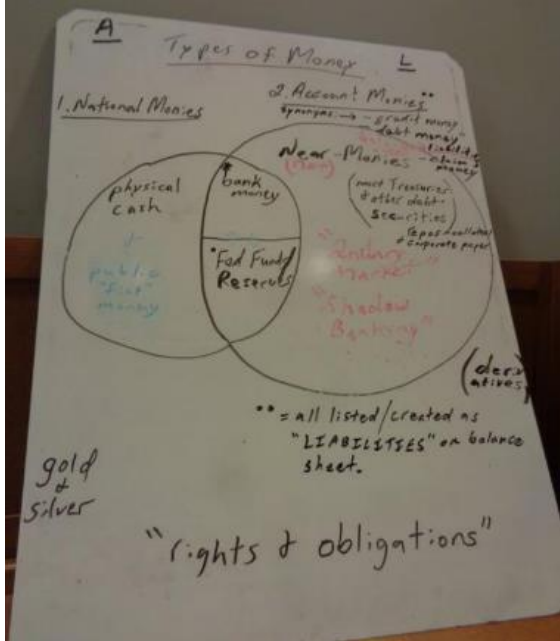 A
Types of Money
L
1. National Monies
2. Account Monies**
synonyms: → - credit money
- debt money
- liability
- claim money
physical
cash
+
public
"fiat"
money
*bank
money
*Fed Funds/
Reserves
Near-Monies
(Most Treasuries
& other debt
securities)
repos
& corporate paper
Market"
"Shadow
Banking"
(deriv
atives)
** = all listed/created as
"LIABILITIES" on balance
sheet.
gold
&
silver
"rights & obligations"